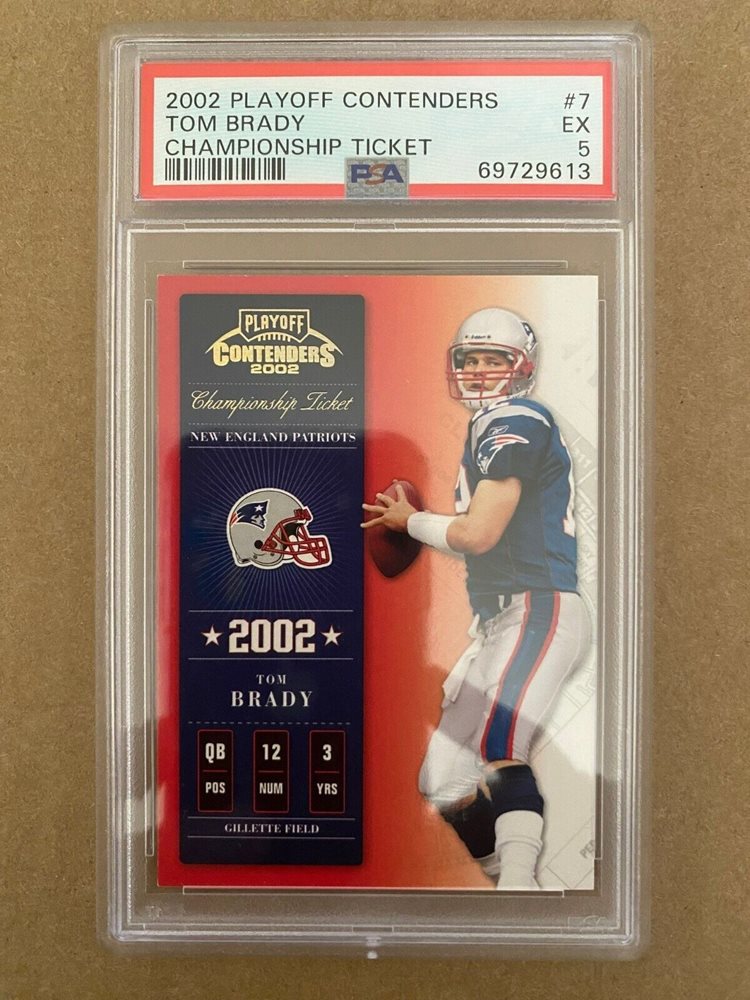 2002 PLAYOFF CONTENDERS #7
TOM BRADY EX
CHAMPIONSHIP TICKET 5
PSA 69729613
PLAYOFF
CONTENDERS
2002
Championship Ticket
NEW ENGLAND PATRIOTS
2002
TOM
BRADY
QB 12 3
POS NUM YRS
GILLETTE FIELD
Riddell